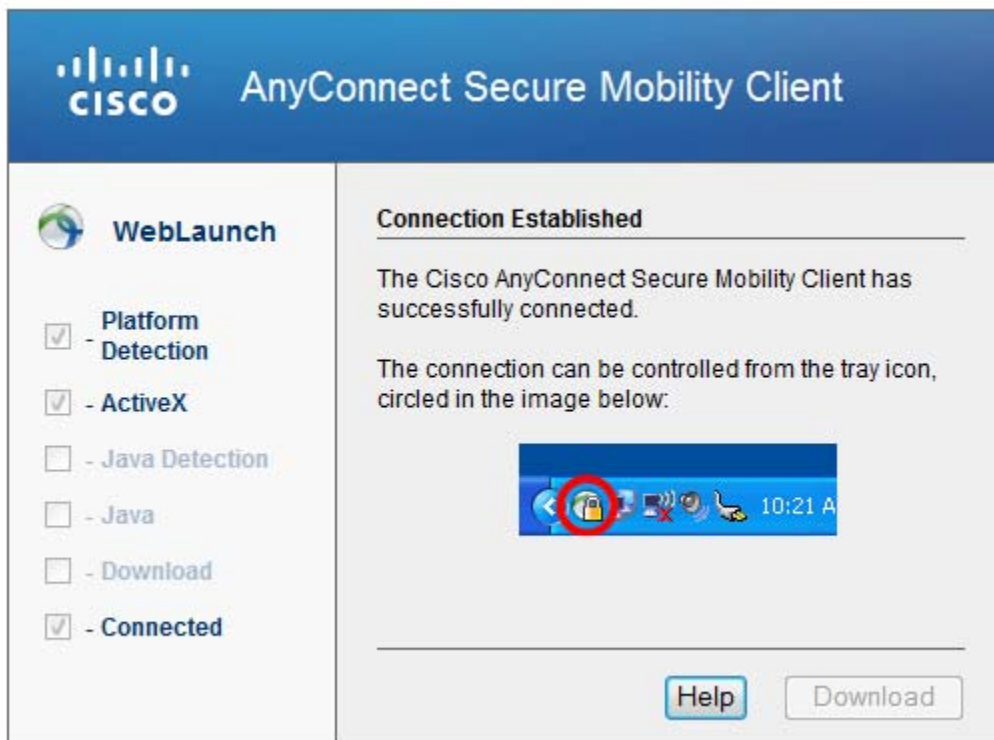 CISCO
AnyConnect Secure Mobility Client
WebLaunch
- Platform
Detection
- ActiveX
- Java Detection
- Java
- Download
- Connected
Connection Established
The Cisco AnyConnect Secure Mobility Client has
successfully connected.
The connection can be controlled from the tray icon,
circled in the image below:
10:21 A
Help
Download